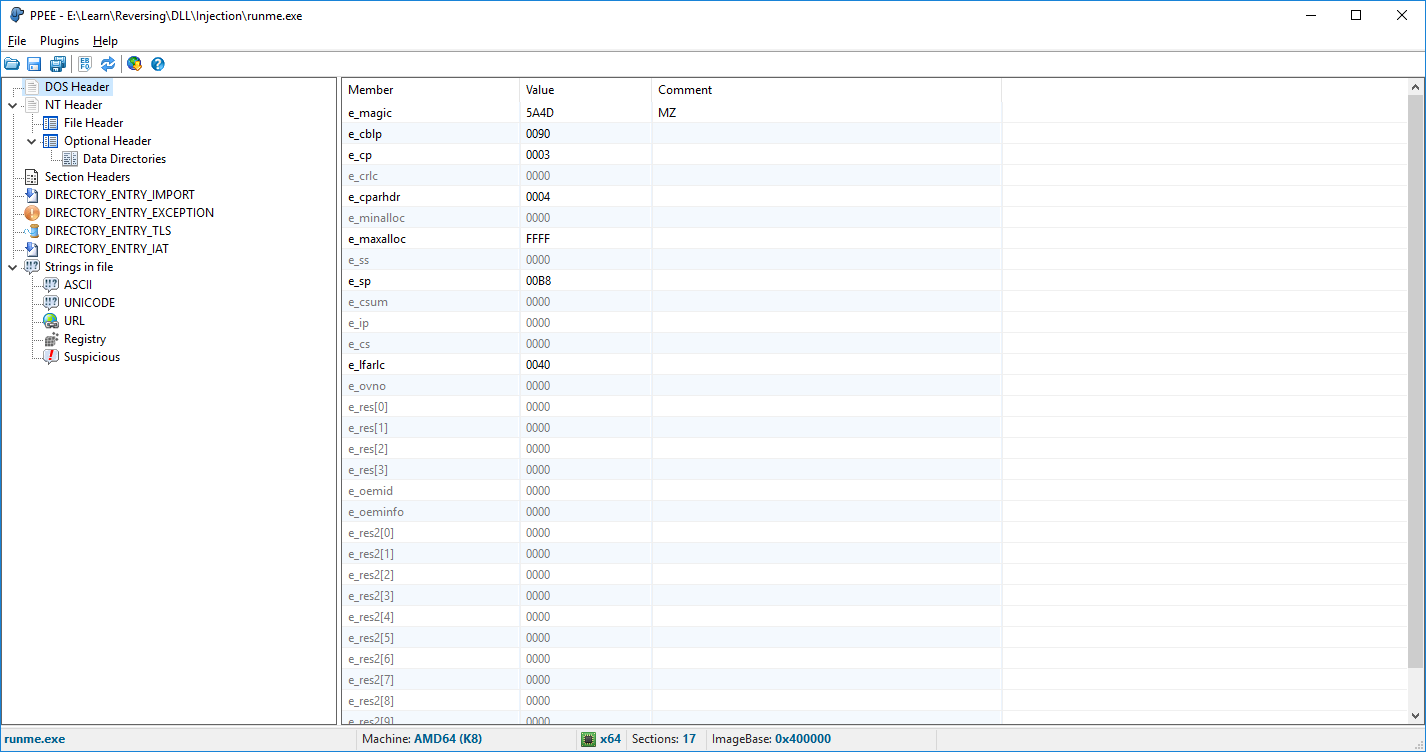 PPEE - E:\Learn\Reversing\DLL\Injection\runme.exe
File Plugins Help
DOS Header
NT Header
File Header
Optional Header
Data Directories
Section Headers
DIRECTORY_ENTRY_IMPORT
DIRECTORY_ENTRY_EXCEPTION
DIRECTORY_ENTRY_TLS
DIRECTORY_ENTRY_IAT
Strings in file
ASCII
UNICODE
URL
Registry
Suspicious
Member Value Comment
e_magic 5A4D MZ
e_cblp 0090
e_cp 0003
e_crlc 0000
e_cparhdr 0004
e_minalloc 0000
e_maxalloc FFFF
e_ss 0000
e_sp 00B8
e_csum 0000
e_ip 0000
e_cs 0000
e_lfarlc 0040
e_ovno 0000
e_res[0] 0000
e_res[1] 0000
e_res[2] 0000
e_res[3] 0000
e_oemid 0000
e_oeminfo 0000
e_res2[0] 0000
e_res2[1] 0000
e_res2[2] 0000
e_res2[3] 0000
e_res2[4] 0000
e_res2[5] 0000
e_res2[6] 0000
e_res2[7] 0000
e_res2[8] 0000
e_res2[9] 0000
runme.exe Machine: AMD64 (K8) x64 Sections: 17 ImageBase: 0x400000